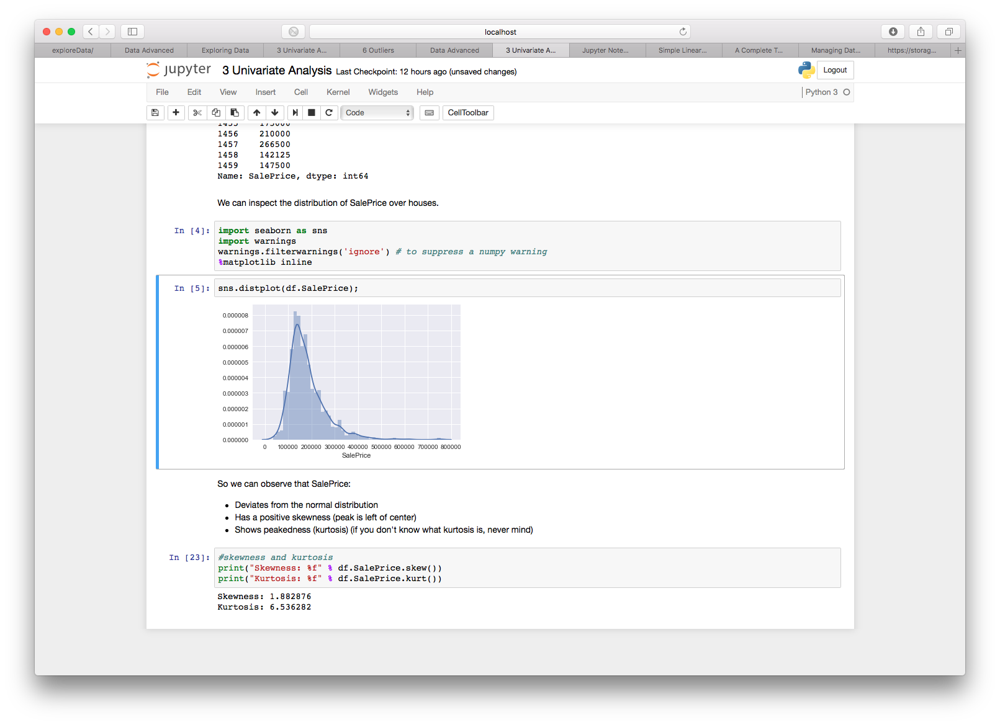 localhost
exploreData/
Data Advanced
Exploring Data
3 Univariate A...
6 Outliers
Data Advanced
3 Univariate A...
Jupyter Note...
Simple Linear...
A Complete T...
Managing Dat...
https://storag...
jupyter 3 Univariate Analysis Last Checkpoint: 12 hours ago (unsaved changes)
Logout
File Edit View Insert Cell Kernel Widgets Help
Python 3
Code
CellToolbar
1455 175000
1456 210000
1457 266500
1458 142125
1459 147500
Name: SalePrice, dtype: int64
We can inspect the distribution of SalePrice over houses.
In [4]: import seaborn as sns
import warnings
warnings.filterwarnings('ignore') # to suppress a numpy warning
%matplotlib inline
In [5]: sns.distplot(df.SalePrice);
0.000008
0.000007
0.000006
0.000005
0.000004
0.000003
0.000002
0.000001
0.000000
0 100000 200000 300000 400000 500000 600000 700000 800000
SalePrice
So we can observe that SalePrice:
• Deviates from the normal distribution
• Has a positive skewness (peak is left of center)
• Shows peakedness (kurtosis) (if you don't know what kurtosis is, never mind)
In [23]: #skewness and kurtosis
print("Skewness: %f" % df.SalePrice.skew())
print("Kurtosis: %f" % df.SalePrice.kurt())
Skewness: 1.882876
Kurtosis: 6.536282